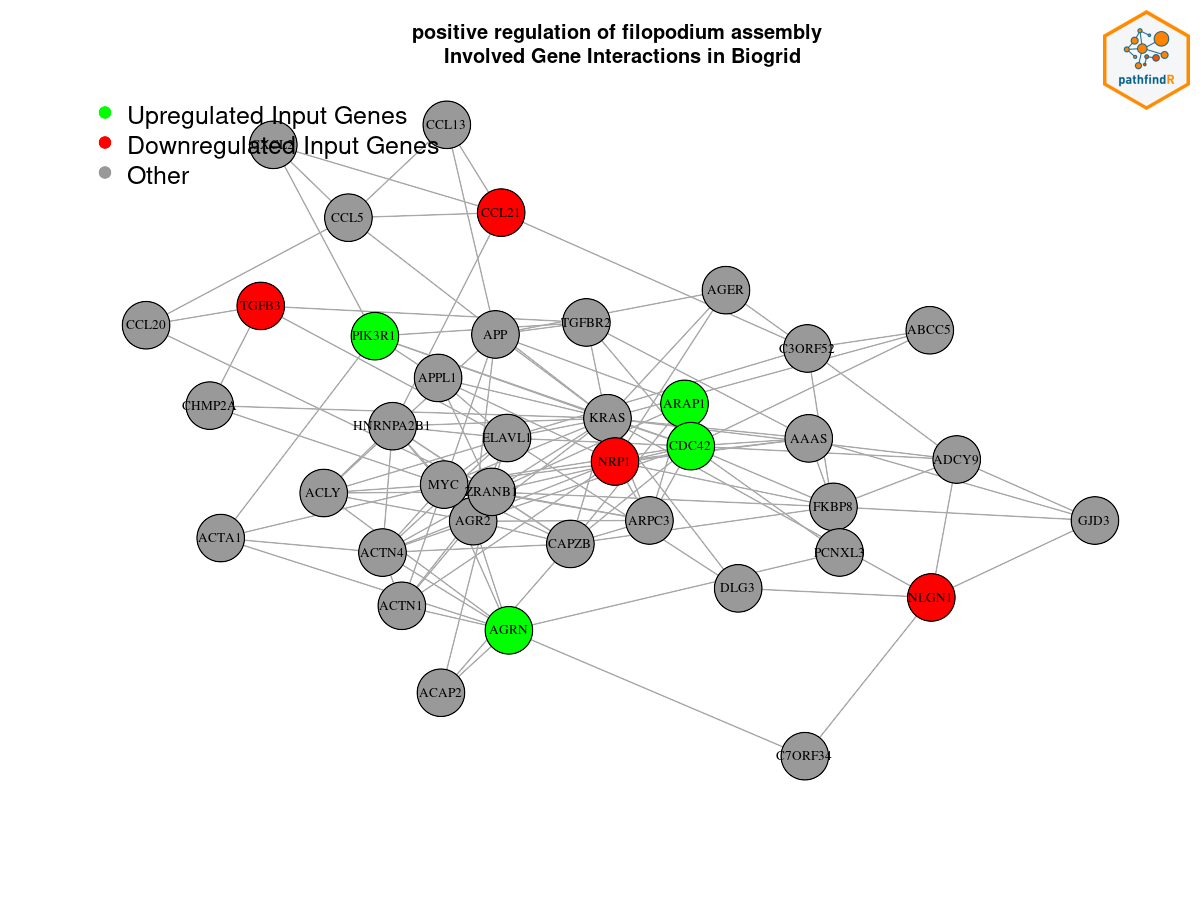 positive regulation of filopodium assembly
Involved Gene Interactions in Biogrid
pathfindR
Upregulated Input Genes
Downregulated Input Genes
Other
CCL13
CCL5
CCL21
AGER
TGFB3
CCL20
PIK3R1
APP
TGFBR2
ABCC5
C3ORF52
APPL1
CHMP2A
ARAP1
KRAS
HNRNPA2B1
ELAVL1
CDC42
AAAS
NRP1
ADCY9
MYC
ZRANB1
ACLY
AGR2
ARPC3
FKBP8
GJD3
ACTA1
CAPZB
ACTN4
PCNXL3
DLG3
NLGN1
ACTN1
AGRN
ACAP2
C7ORF34